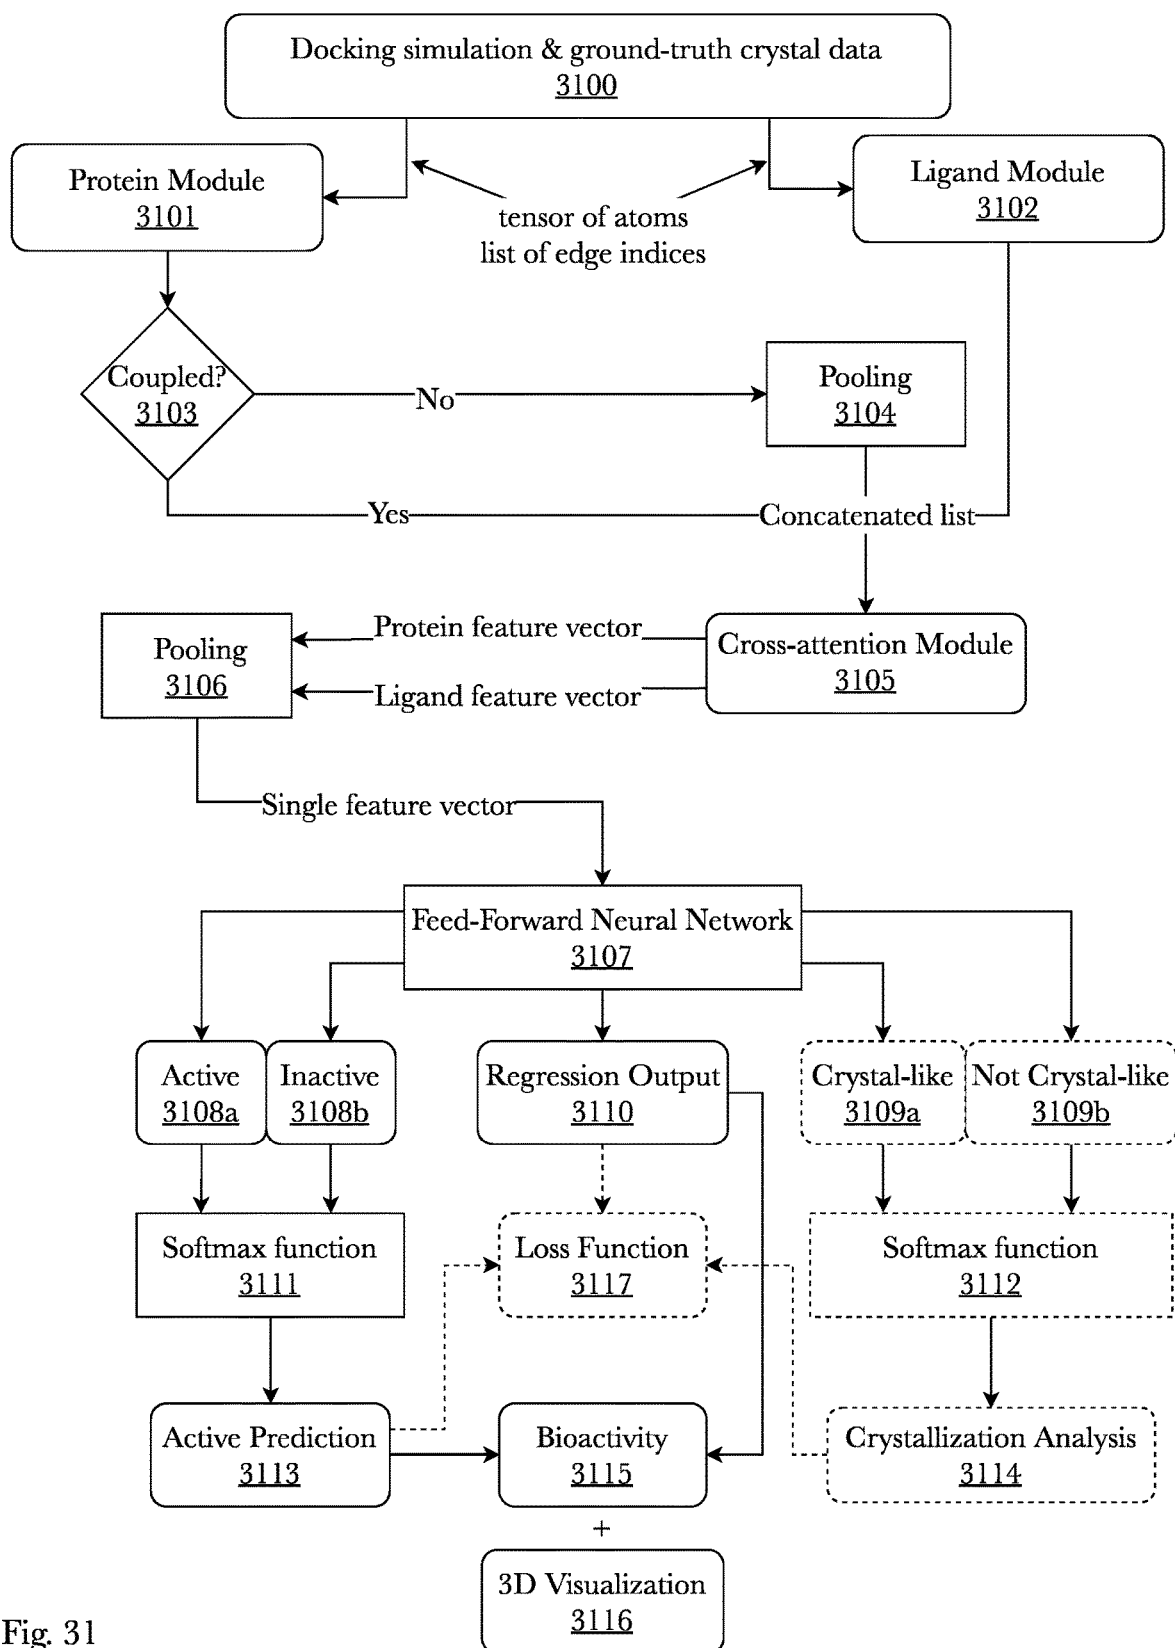 Docking simulation & ground-truth crystal data
3100
Protein Module
3101
Ligand Module
3102
tensor of atoms
list of edge indices
Coupled?
3103
No
Pooling
3104
Yes
Concatenated list
Pooling
3106
Protein feature vector
Ligand feature vector
Cross-attention Module
3105
Single feature vector
Feed-Forward Neural Network
3107
Active
3108a
Inactive
3108b
Regression Output
3110
Crystal-like
3109a
Not Crystal-like
3109b
Softmax function
3111
Loss Function
3117
Softmax function
3112
Active Prediction
3113
Bioactivity
3115
Crystallization Analysis
3114
+
3D Visualization
3116
Fig. 31